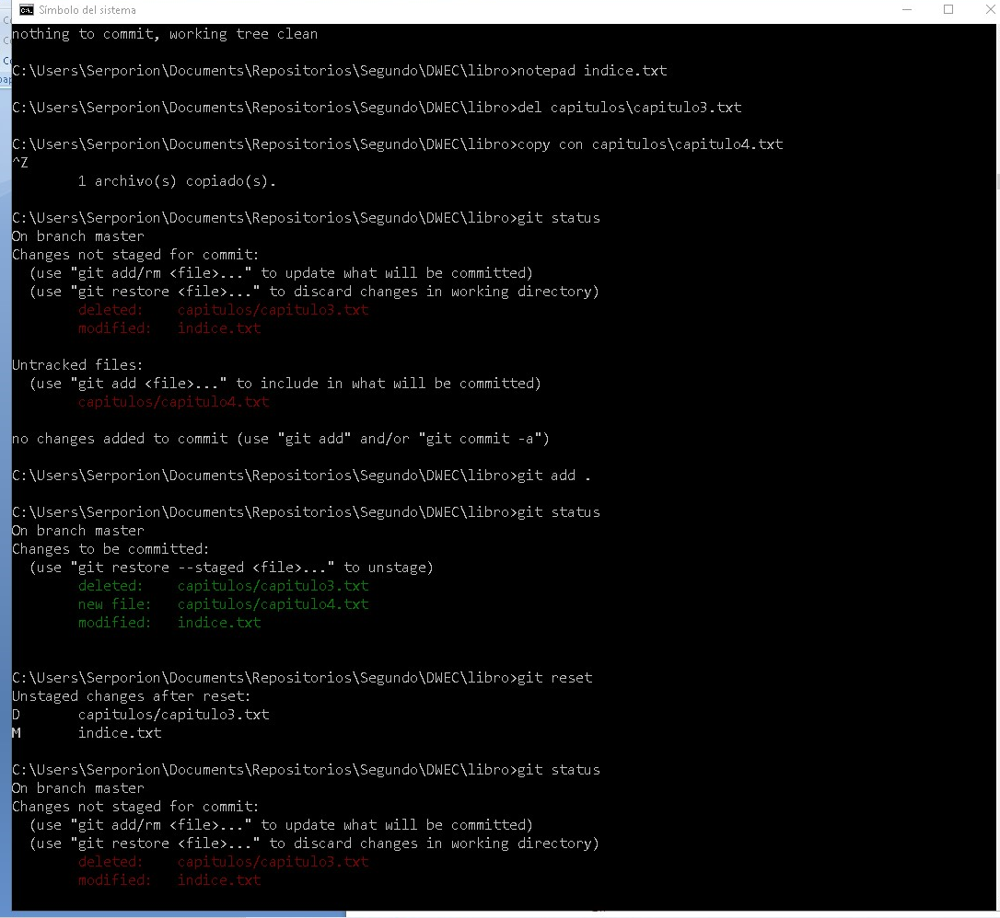 Símbolo del sistema
nothing to commit, working tree clean
C:\Users\Serporion\Documents\Repositorios\Segundo\DWEC\libro>notepad indice.txt
C:\Users\Serporion\Documents\Repositorios\Segundo\DWEC\libro>del capitulos\capitulo3.txt
C:\Users\Serporion\Documents\Repositorios\Segundo\DWEC\libro>copy con capitulos\capitulo4.txt
^Z
1 archivo(s) copiado(s).
C:\Users\Serporion\Documents\Repositorios\Segundo\DWEC\libro>git status
On branch master
Changes not staged for commit:
(use "git add/rm <file>..." to update what will be committed)
(use "git restore <file>..." to discard changes in working directory)
deleted: capitulos/capitulo3.txt
modified: indice.txt
Untracked files:
(use "git add <file>..." to include in what will be committed)
capitulos/capitulo4.txt
no changes added to commit (use "git add" and/or "git commit -a")
C:\Users\Serporion\Documents\Repositorios\Segundo\DWEC\libro>git add .
C:\Users\Serporion\Documents\Repositorios\Segundo\DWEC\libro>git status
On branch master
Changes to be committed:
(use "git restore --staged <file>..." to unstage)
deleted: capitulos/capitulo3.txt
new file: capitulos/capitulo4.txt
modified: indice.txt
C:\Users\Serporion\Documents\Repositorios\Segundo\DWEC\libro>git reset
Unstaged changes after reset:
D capitulos/capitulo3.txt
M indice.txt
C:\Users\Serporion\Documents\Repositorios\Segundo\DWEC\libro>git status
On branch master
Changes not staged for commit:
(use "git add/rm <file>..." to update what will be committed)
(use "git restore <file>..." to discard changes in working directory)
deleted: capitulos/capitulo3.txt
modified: indice.txt